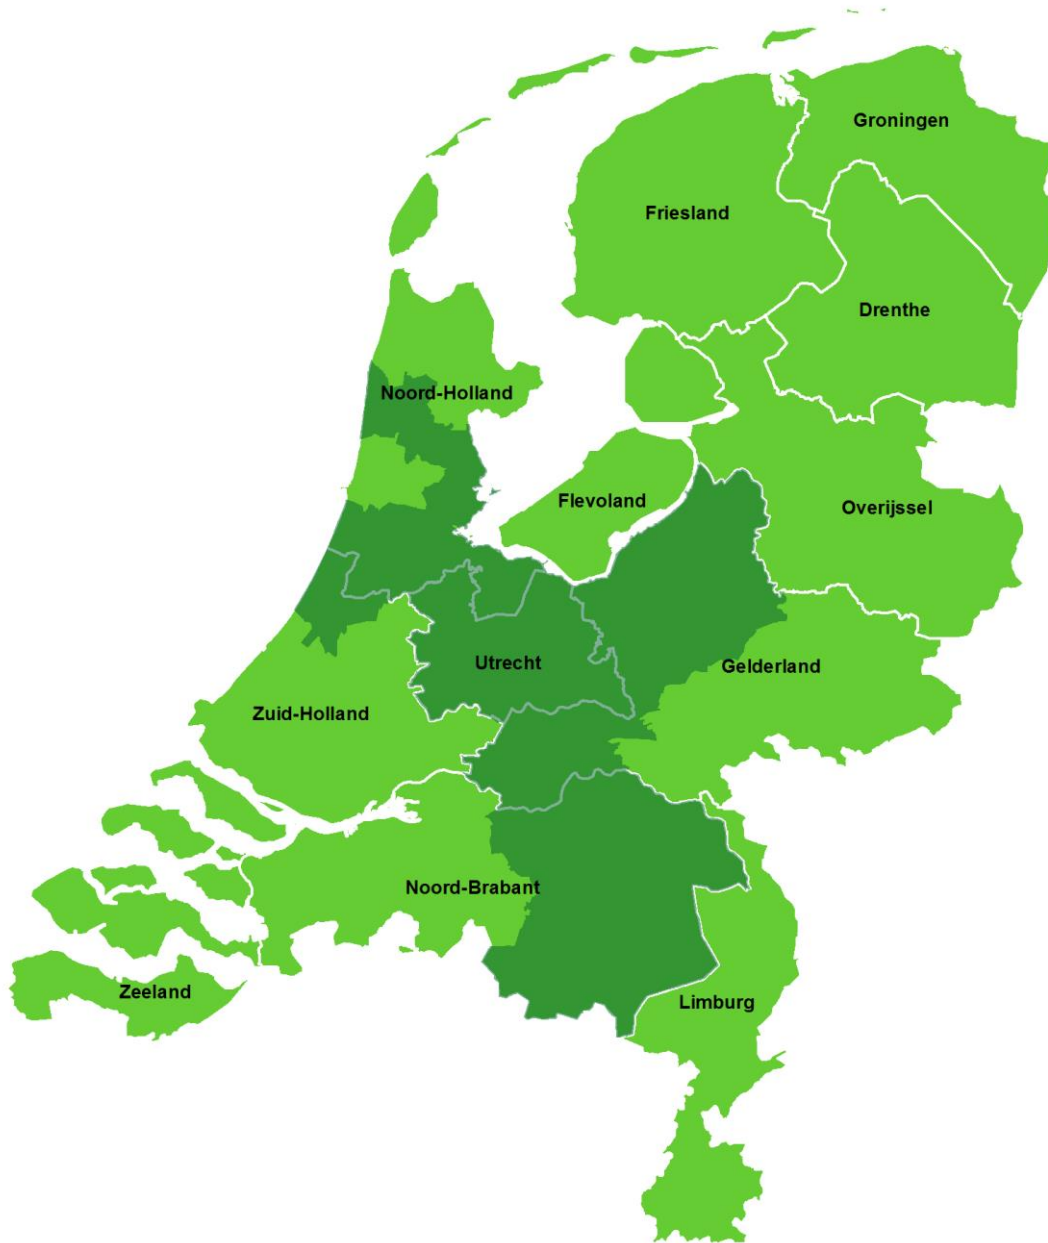 Groningen
Friesland
Drenthe
Noord-Holland
Flevoland
Overijssel
Utrecht
Gelderland
Zuid-Holland
Noord-Brabant
Zeeland
Limburg